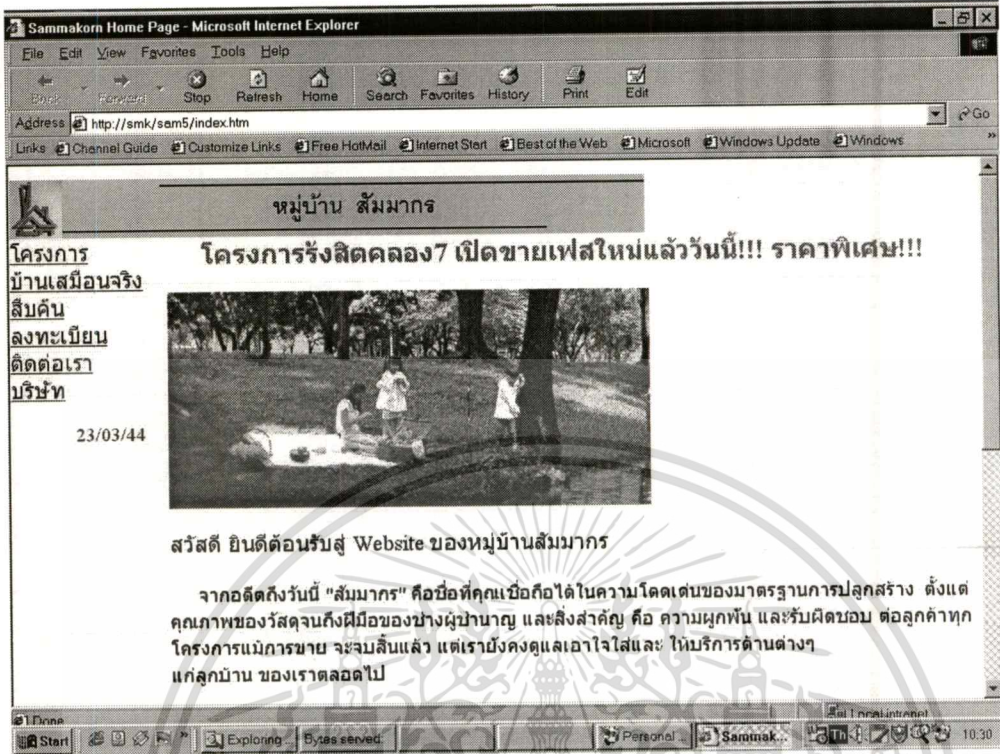 Sammakorn Home Page - Microsoft Internet Explorer
File Edit View Favorites Tools Help
Back Forward Stop Refresh Home Search Favorites History Print Edit
Address http://smk/sam5/index.htm Go
Links Channel Guide Customize Links Free HotMail Internet Start Best of the Web Microsoft Windows Update Windows
หมู่บ้าน สัมมากร
โครงการ
บ้านเสมือนจริง
สืบค้น
ลงทะเบียน
ติดต่อเรา
บริษัท
23/03/44
โครงการรังสิตคลอง7 เปิดขายเฟสใหม่แล้ววันนี้!!! ราคาพิเศษ!!!
สวัสดี ยินดีต้อนรับสู่ Website ของหมู่บ้านสัมมากร
จากอดีตถึงวันนี้ "สัมมากร" คือชื่อที่คุณเชื่อถือได้ในความโดดเด่นของมาตรฐานการปลูกสร้าง ตั้งแต่
คุณภาพของวัสดุจนถึงฝีมือของช่างผู้ชำนาญ และสิ่งสำคัญ คือ ความผูกพัน และรับผิดชอบ ต่อลูกค้าทุก
โครงการแม้การขาย จะจบสิ้นแล้ว แต่เรายังคงดูแลเอาใจใส่และ ให้บริการด้านต่างๆ
แก่ลูกบ้าน ของเราตลอดไป
Done Local intranet
Start Exploring... Bytes served: Personal... Sammak... Th 10:30